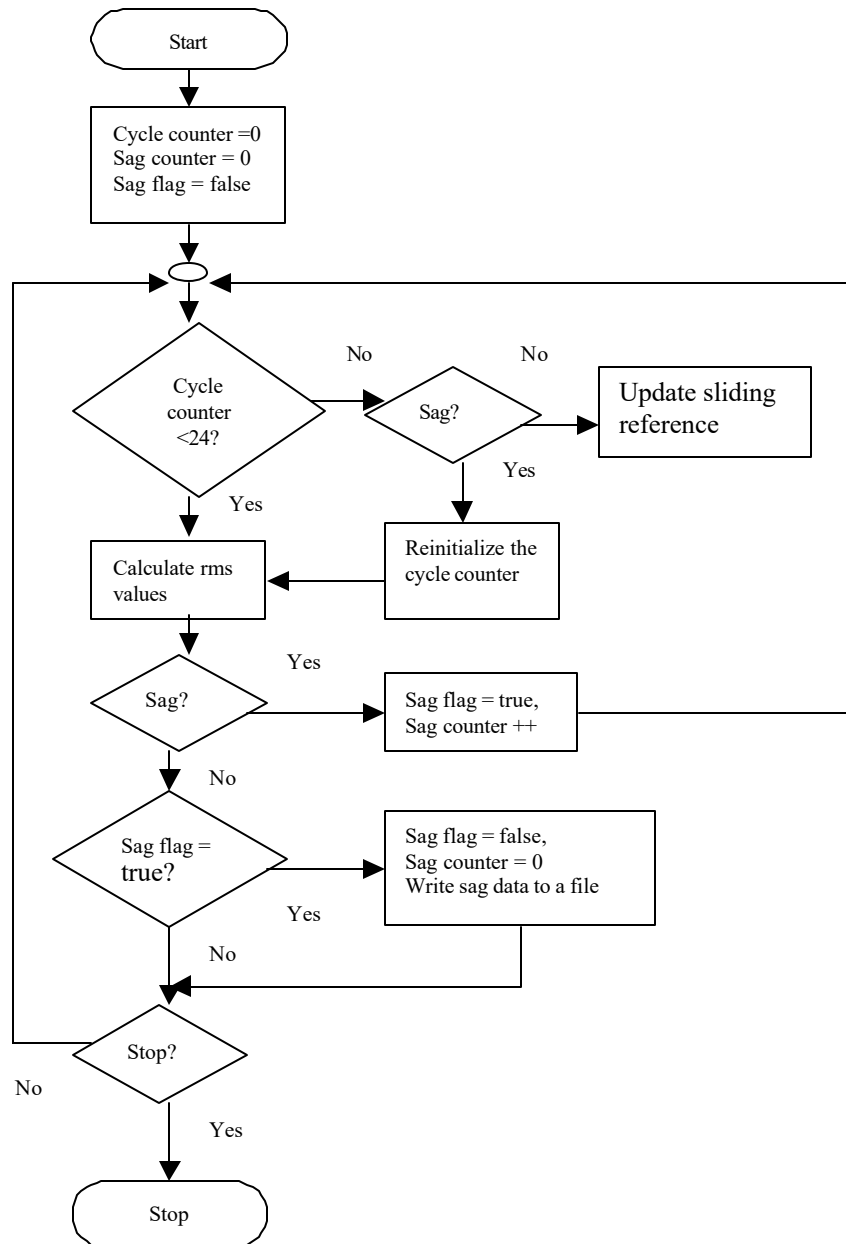 Start
Cycle counter =0
Sag counter = 0
Sag flag = false
No
No
Cycle
counter
<24?
Sag?
Update sliding
reference
Yes
Yes
Calculate rms
values
Reinitialize the
cycle counter
Yes
Sag?
Sag flag = true,
Sag counter ++
No
Sag flag =
true?
Sag flag = false,
Sag counter = 0
Write sag data to a file
Yes
No
Stop?
No
Yes
Stop